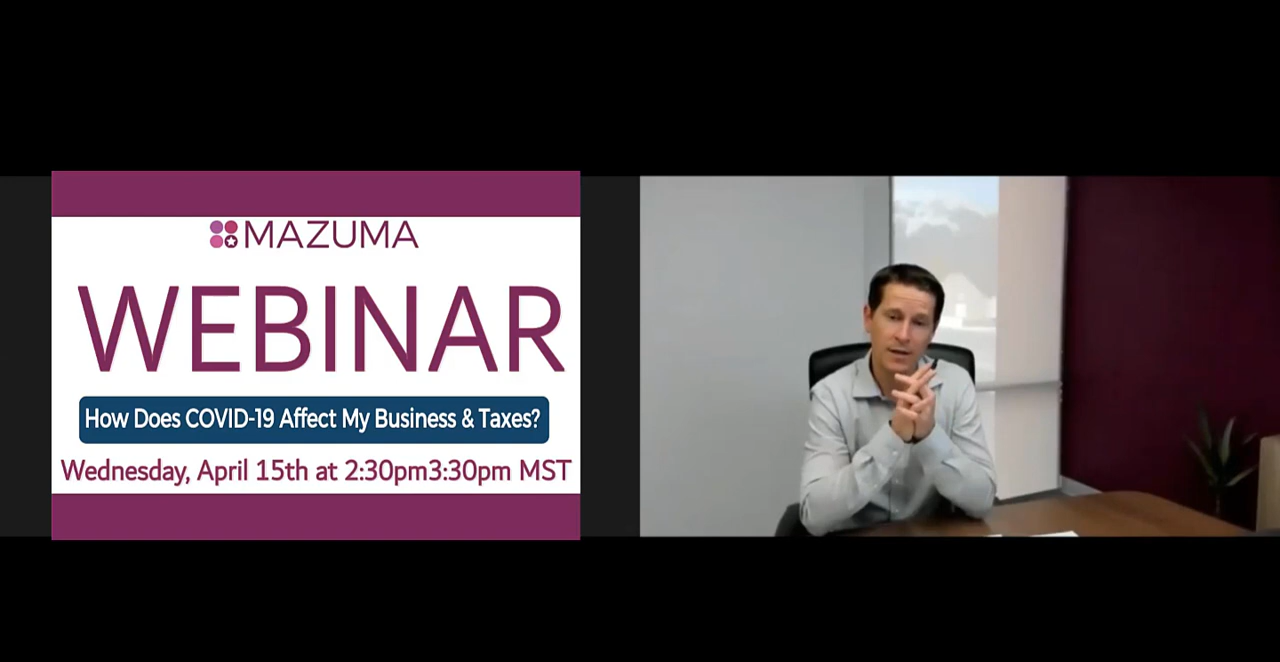 MAZUMA
WEBINAR
How Does COVID-19 Affect My Business & Taxes?
Wednesday, April 15th at 2:30pm3:30pm MST